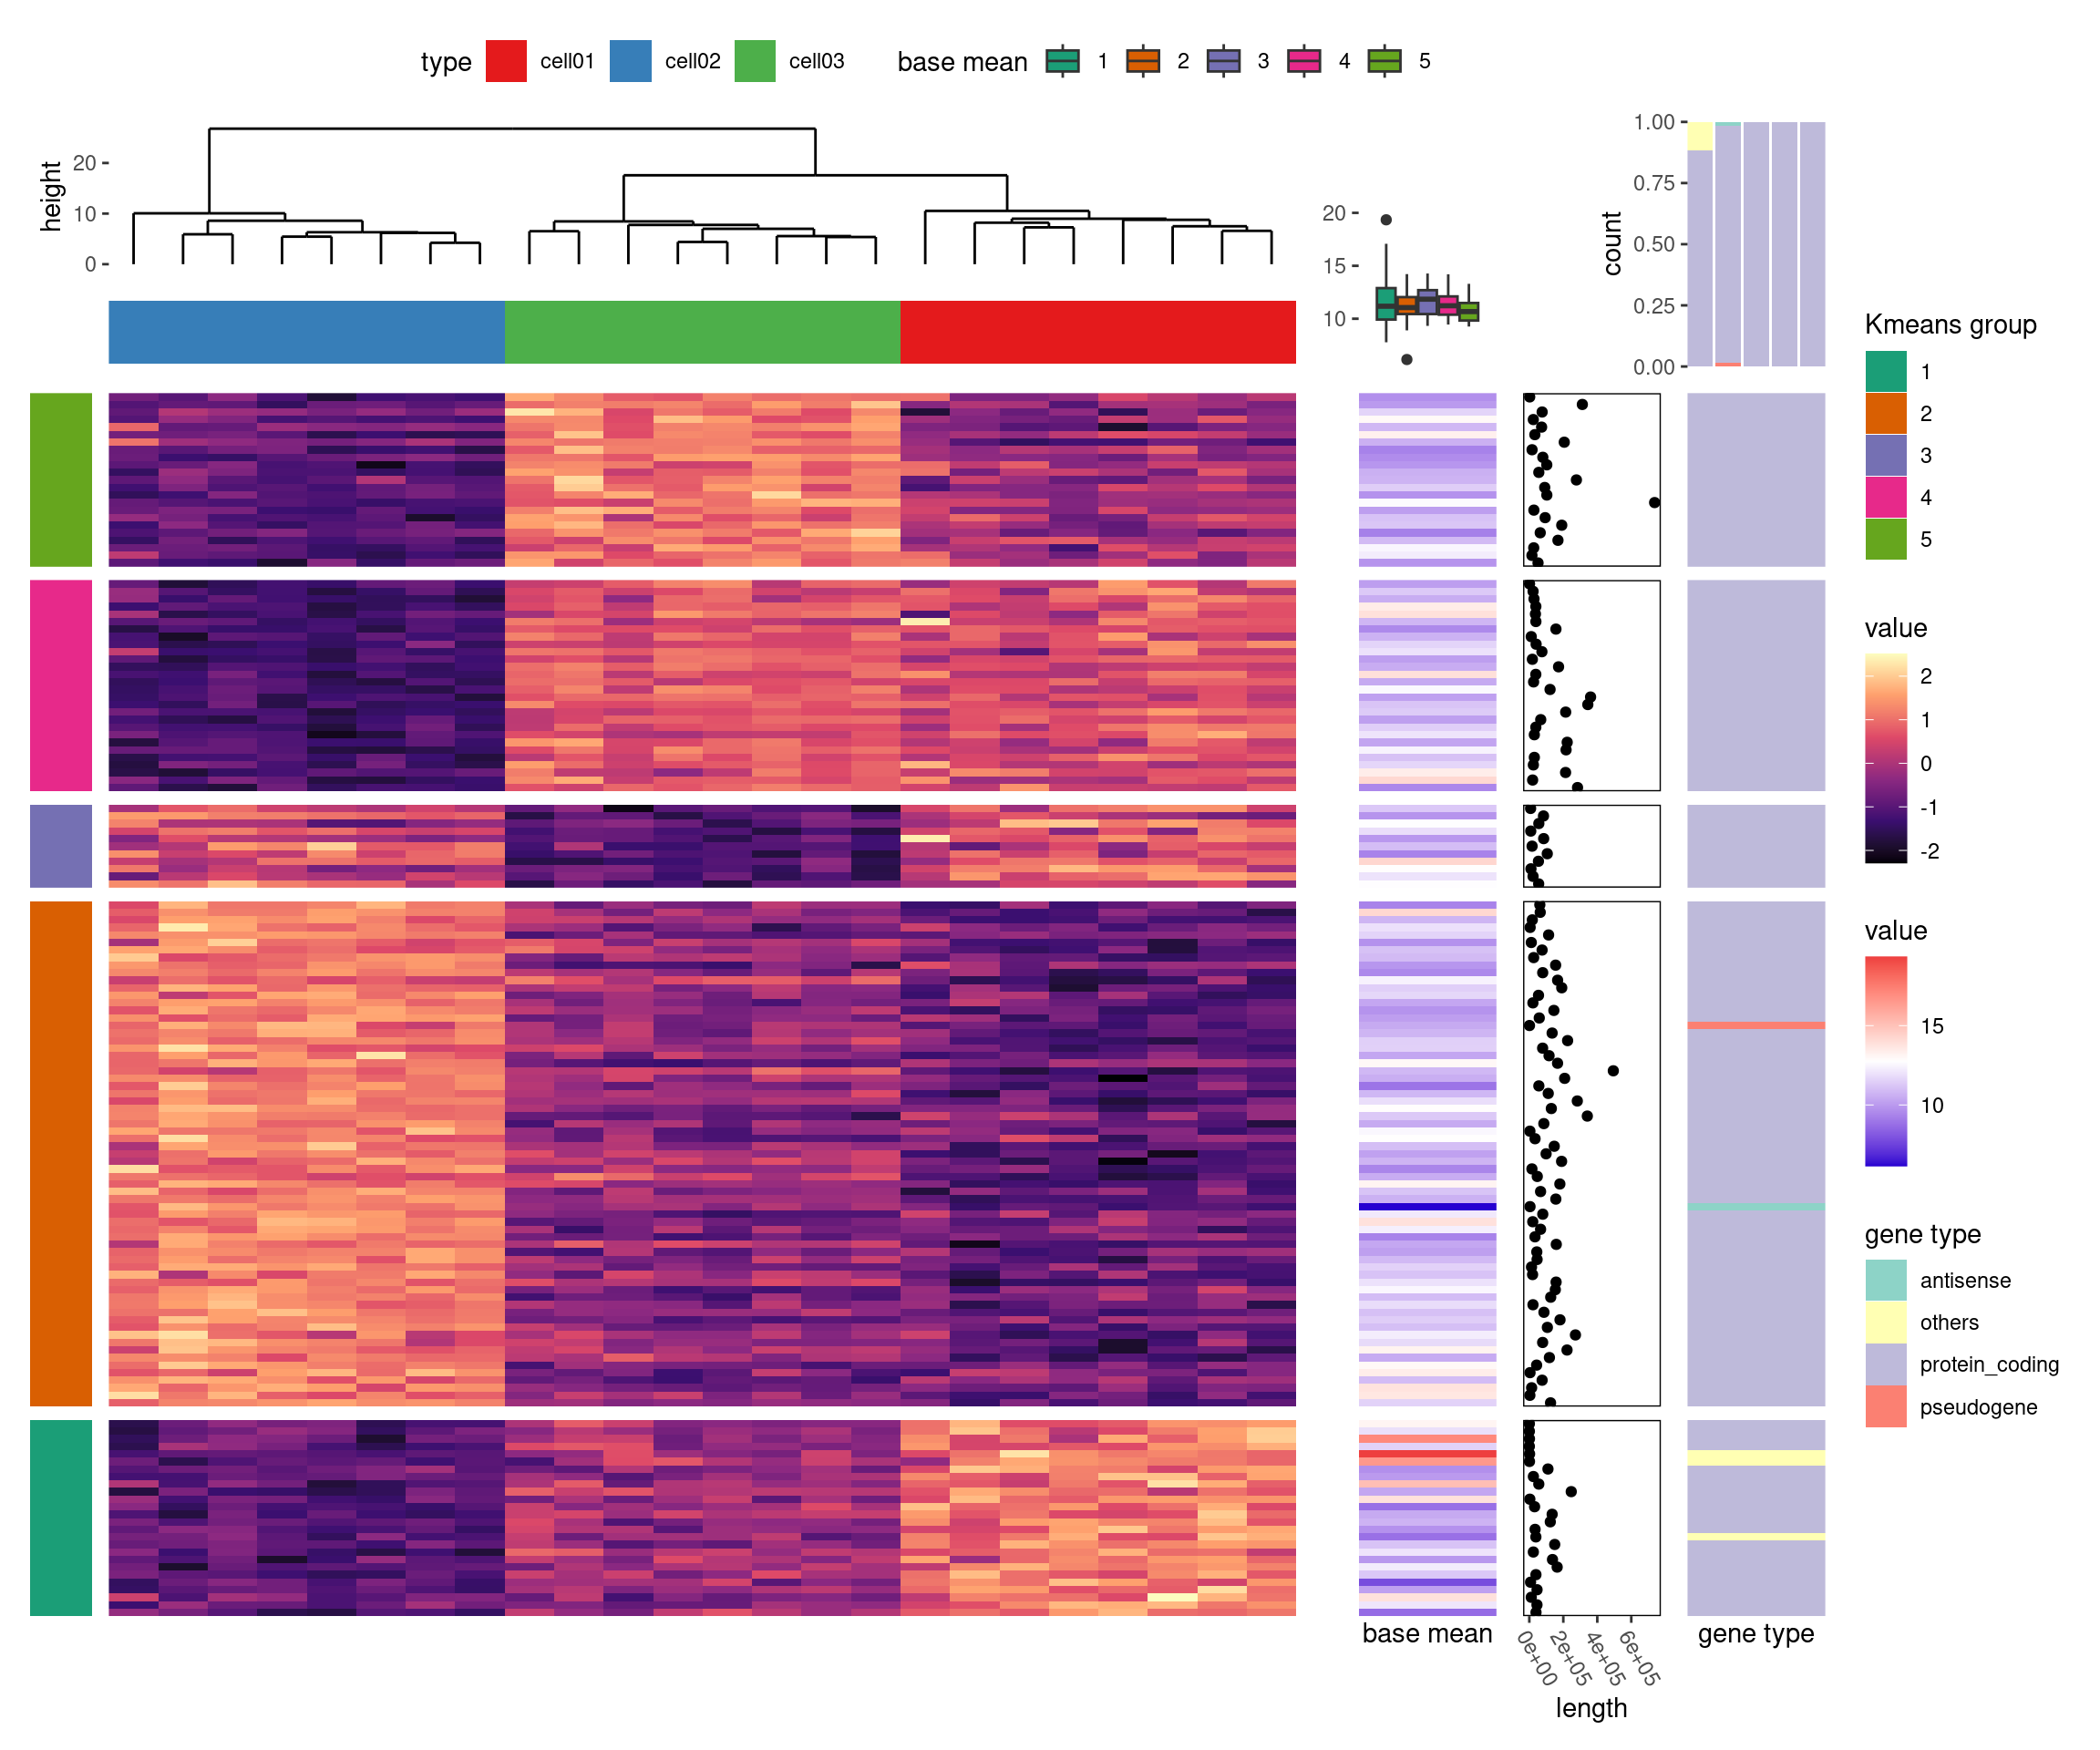 type cell01 cell02 cell03 base mean 1 2 3 4 5
height
20
10
0
20
15
10
count
1.00
0.75
0.50
0.25
0.00
Kmeans group
1
2
3
4
5
value
2
1
0
-1
-2
value
15
10
gene type
antisense
others
protein_coding
pseudogene
base mean
0e+00 2e+05 4e+05 6e+05
length
gene type